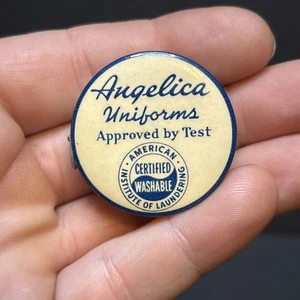 Angelica
Uniforms
Approved by Test
· AMERICAN ·
CERTIFIED
WASHABLE
INSTITUTE OF LAUNDERING